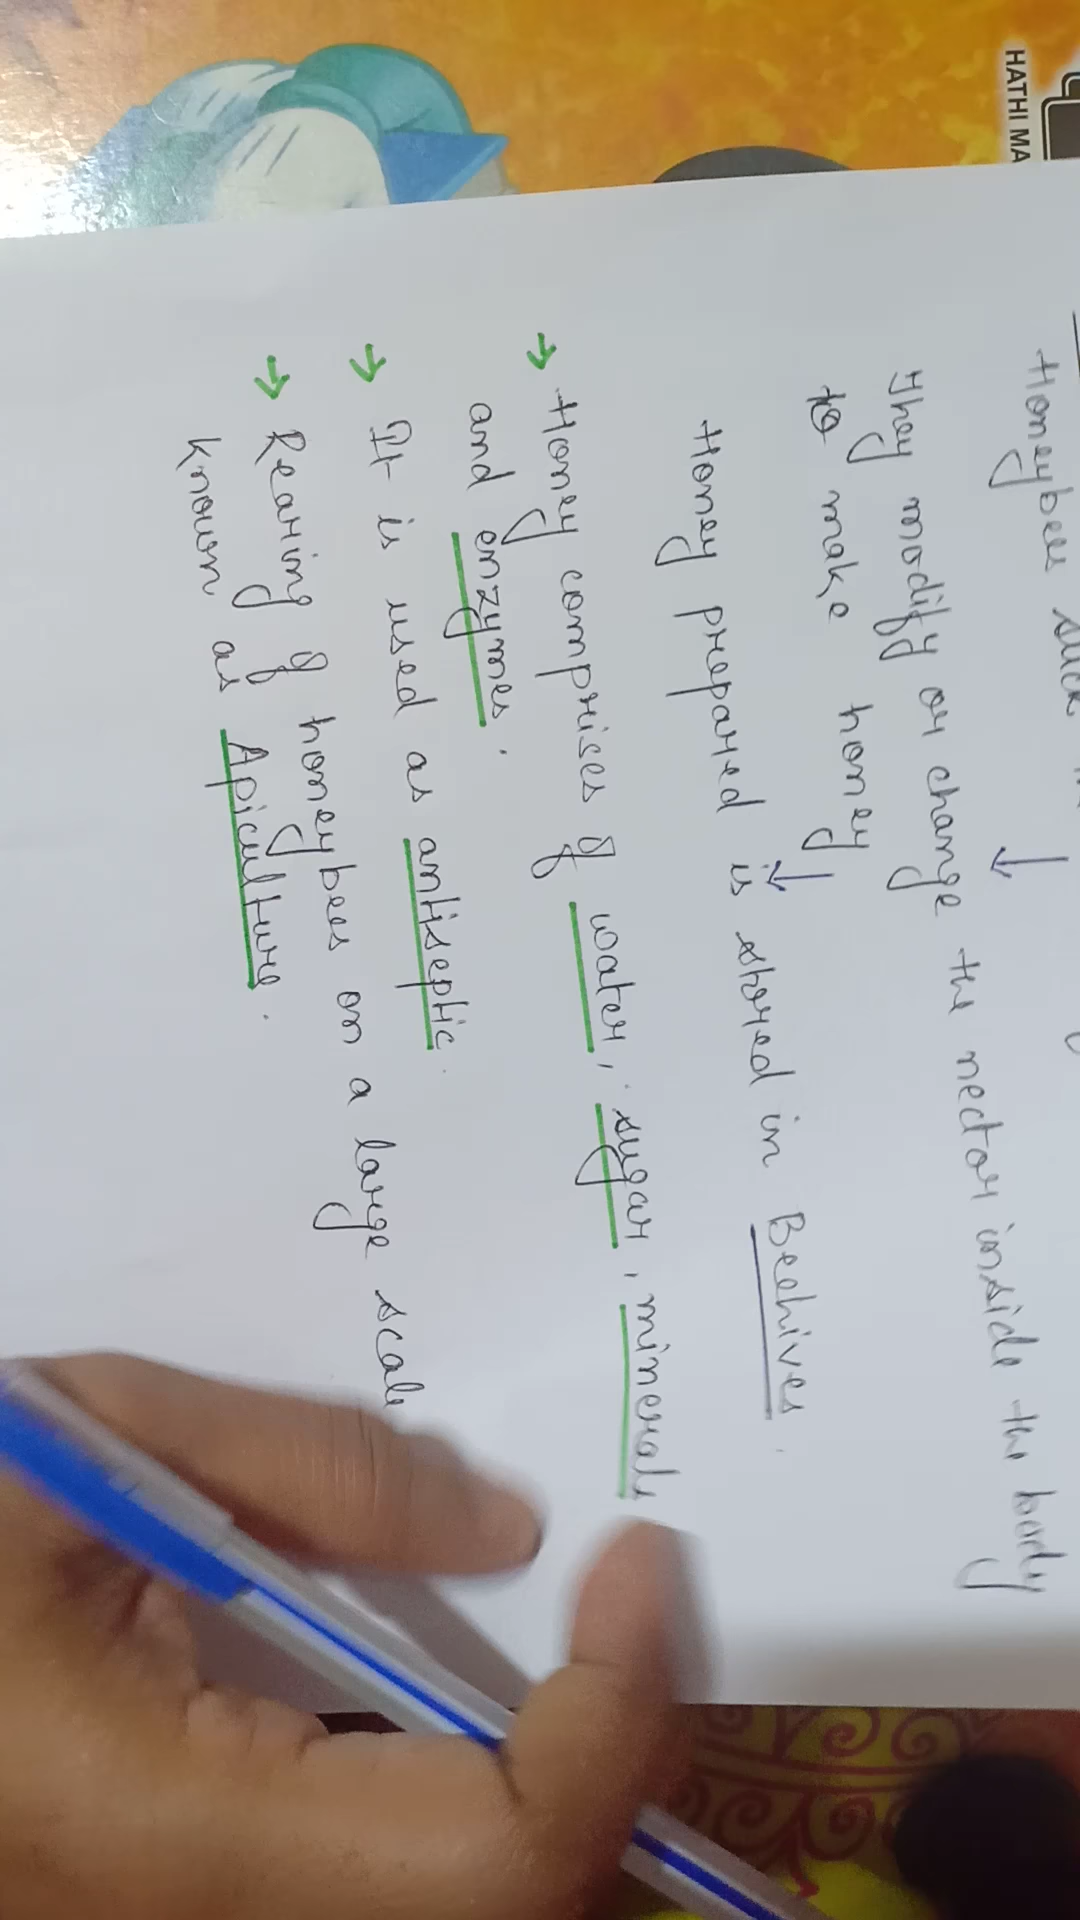 HATHI MA
Honeybees suck
↓
They modify or change the nectar inside the body
to make honey
↓
Honey prepared is stored in Beehives.
→ Honey comprises of water, sugar, minerals
and enzymes.
→ It is used as antiseptic.
→ Rearing of honeybees on a large scale
known as Apiculture.